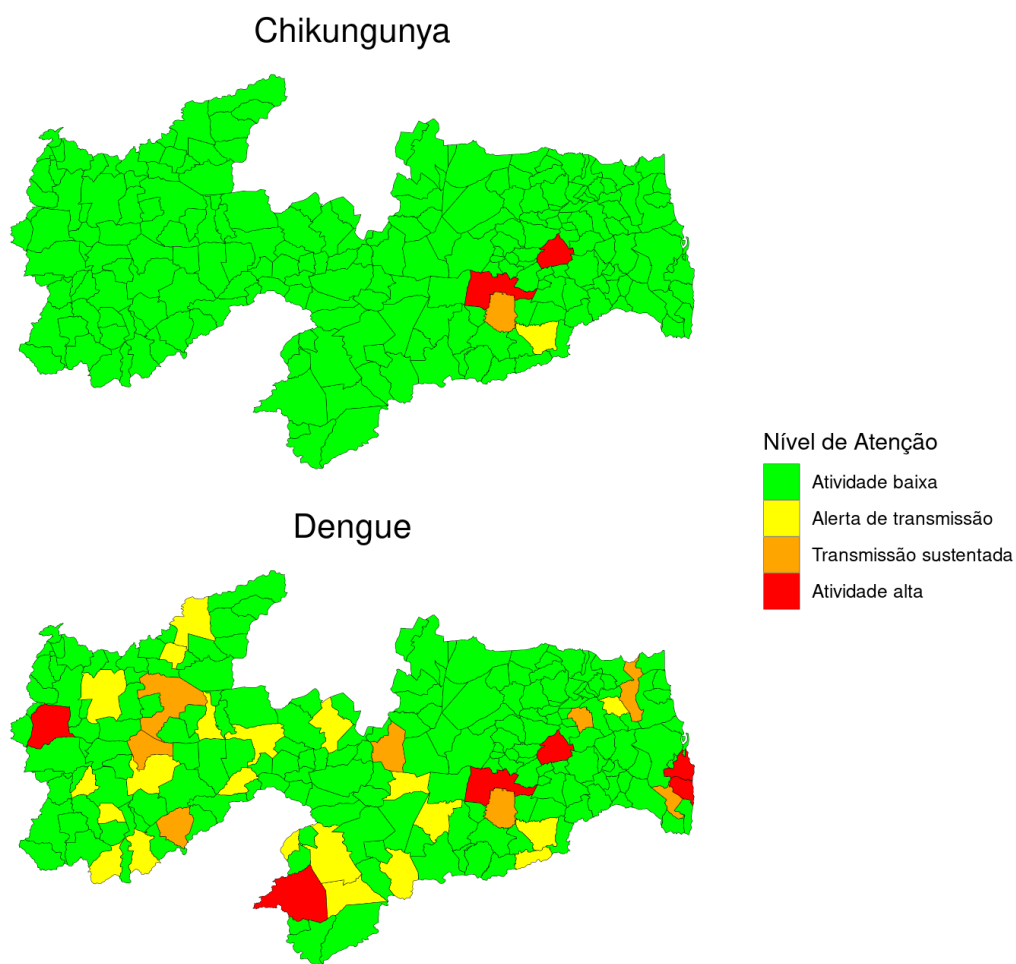 Chikungunya
Nível de Atenção
Atividade baixa
Alerta de transmissão
Transmissão sustentada
Atividade alta
Dengue